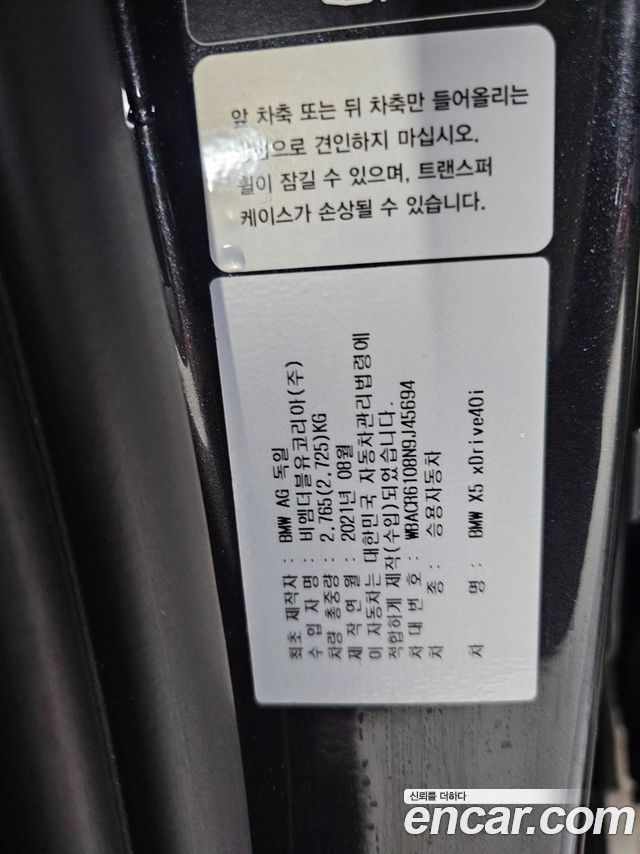 앞 차축 또는 뒤 차축만 들어올리는
으로 견인하지 마십시오.
휠이 잠길 수 있으며, 트랜스퍼
케이스가 손상될 수 있습니다.
최초 제작자 : BMW AG 독일
수 입 자 명 : 비엠더블유코리아(주)
차량 총중량 : 2,765(2,725)KG
제 작 연 월 : 2021년 08월
이 자동차는 대한민국 자동차관리법령에
적합하게 제작(수입)되었습니다.
차 대 번 호 : WBACR6108N9J45694
차 종 : 승용자동차
차 명 : BMW X5 xDrive40i
신뢰를 더하다
encar.com